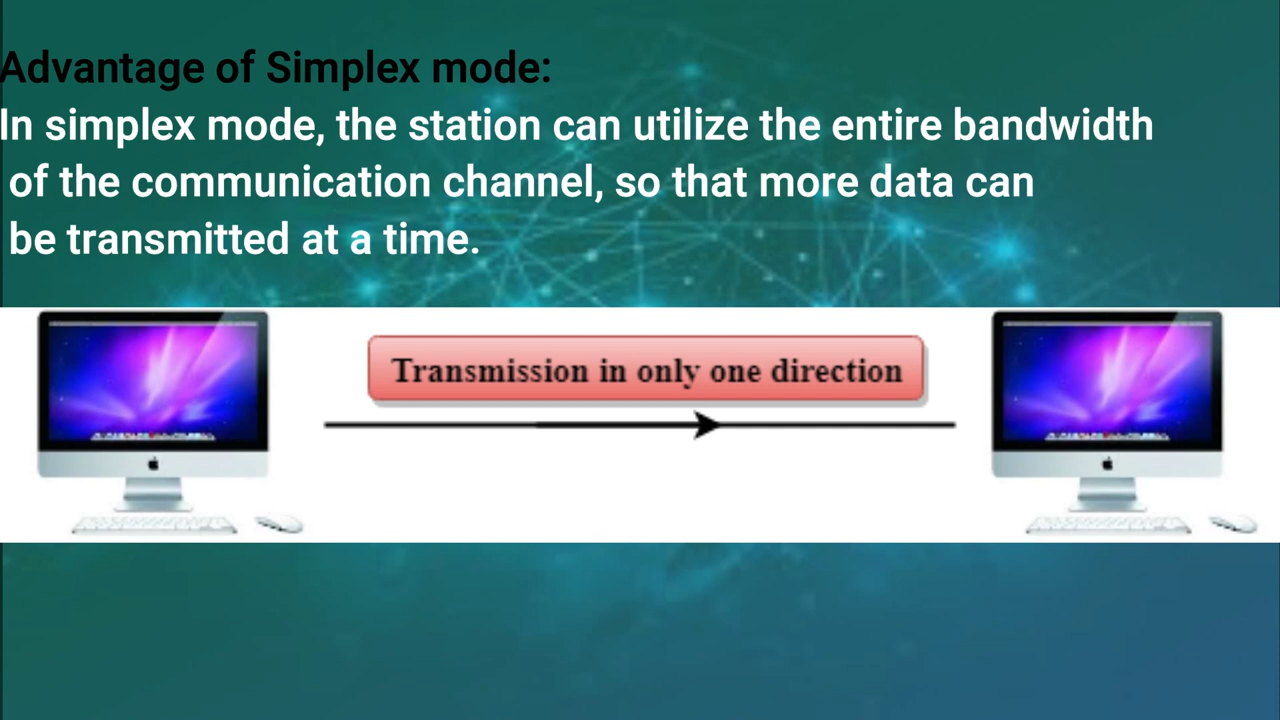 Advantage of Simplex mode:
In simplex mode, the station can utilize the entire bandwidth
of the communication channel, so that more data can
be transmitted at a time.
Transmission in only one direction